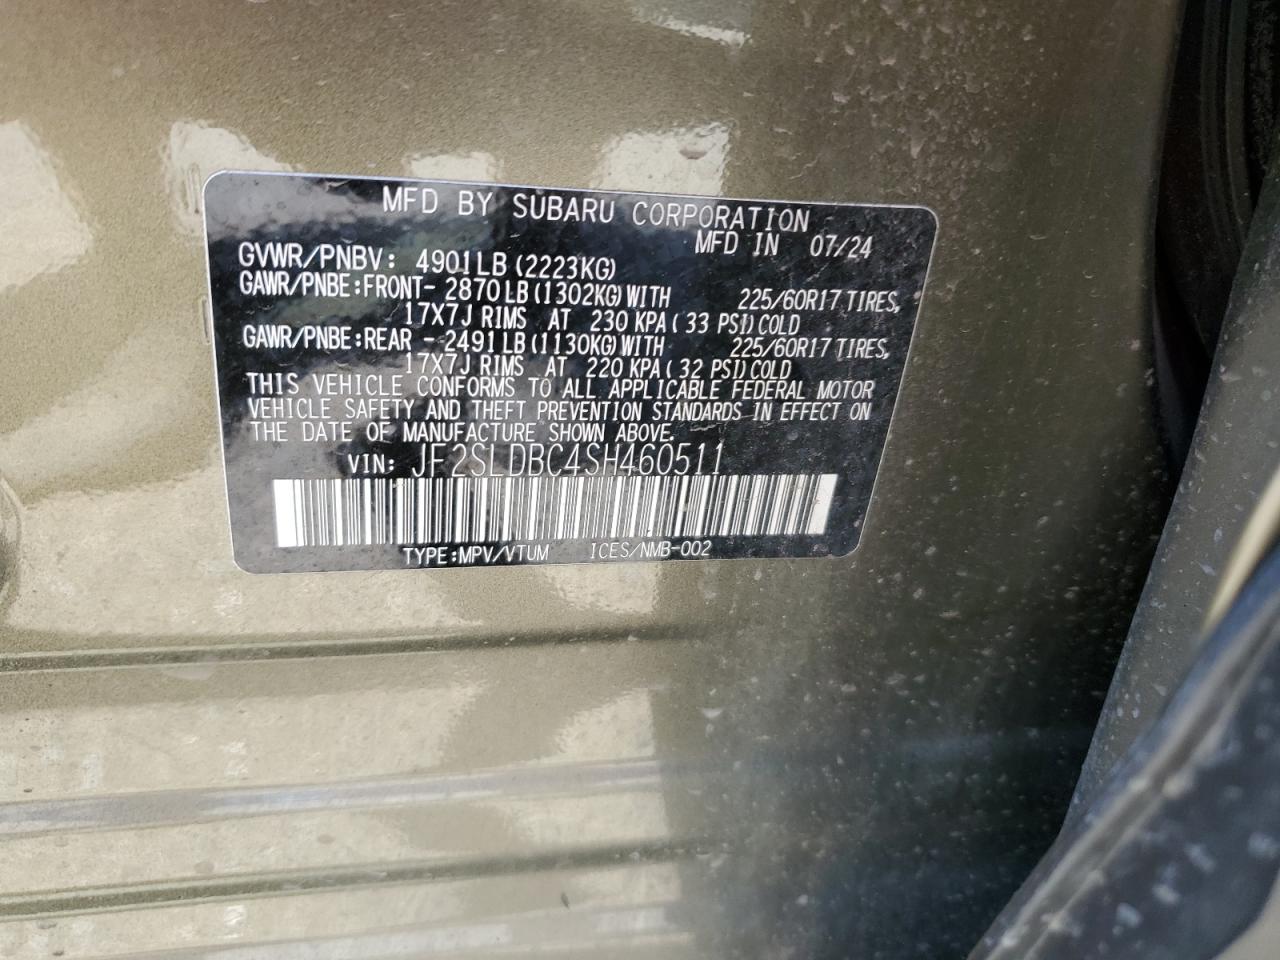 MFD BY SUBARU CORPORATION
MFD IN 07/24
GVWR/PNBV: 4901LB(2223KG)
GAWR/PNBE:FRONT- 2870LB(1302KG)WITH 225/60R17 TIRES,
17X7J RIMS AT 230 KPA( 33 PSI)COLD
GAWR/PNBE:REAR - 2491LB(1130KG)WITH 225/60R17 TIRES,
17X7J RIMS AT 220 KPA( 32 PSI)COLD
THIS VEHICLE CONFORMS TO ALL APPLICABLE FEDERAL MOTOR
VEHICLE SAFETY AND THEFT PREVENTION STANDARDS IN EFFECT ON
THE DATE OF MANUFACTURE SHOWN ABOVE.
VIN: JF2SLDBC4SH460511
TYPE:MPV/VTUM ICES/NMB-002